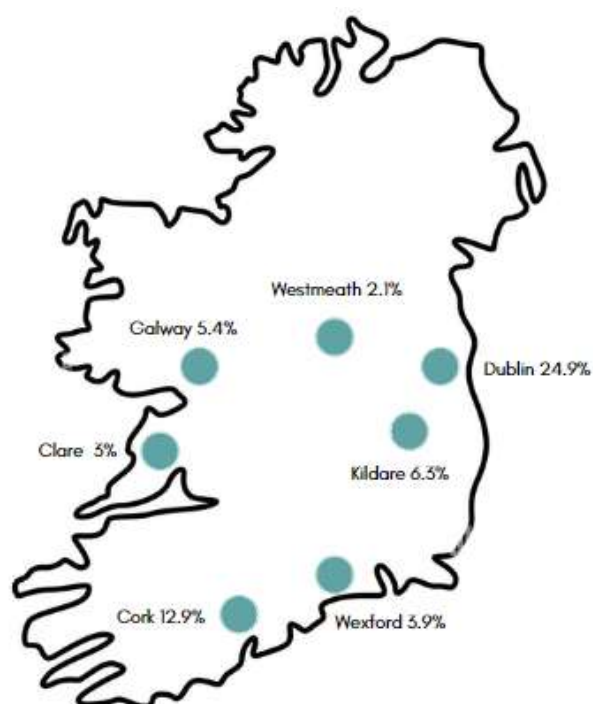 Westmeath 2.1%
Galway 5.4%
Dublin 24.9%
Clare 3%
Kildare 6.3%
Cork 12.9%
Wexford 3.9%